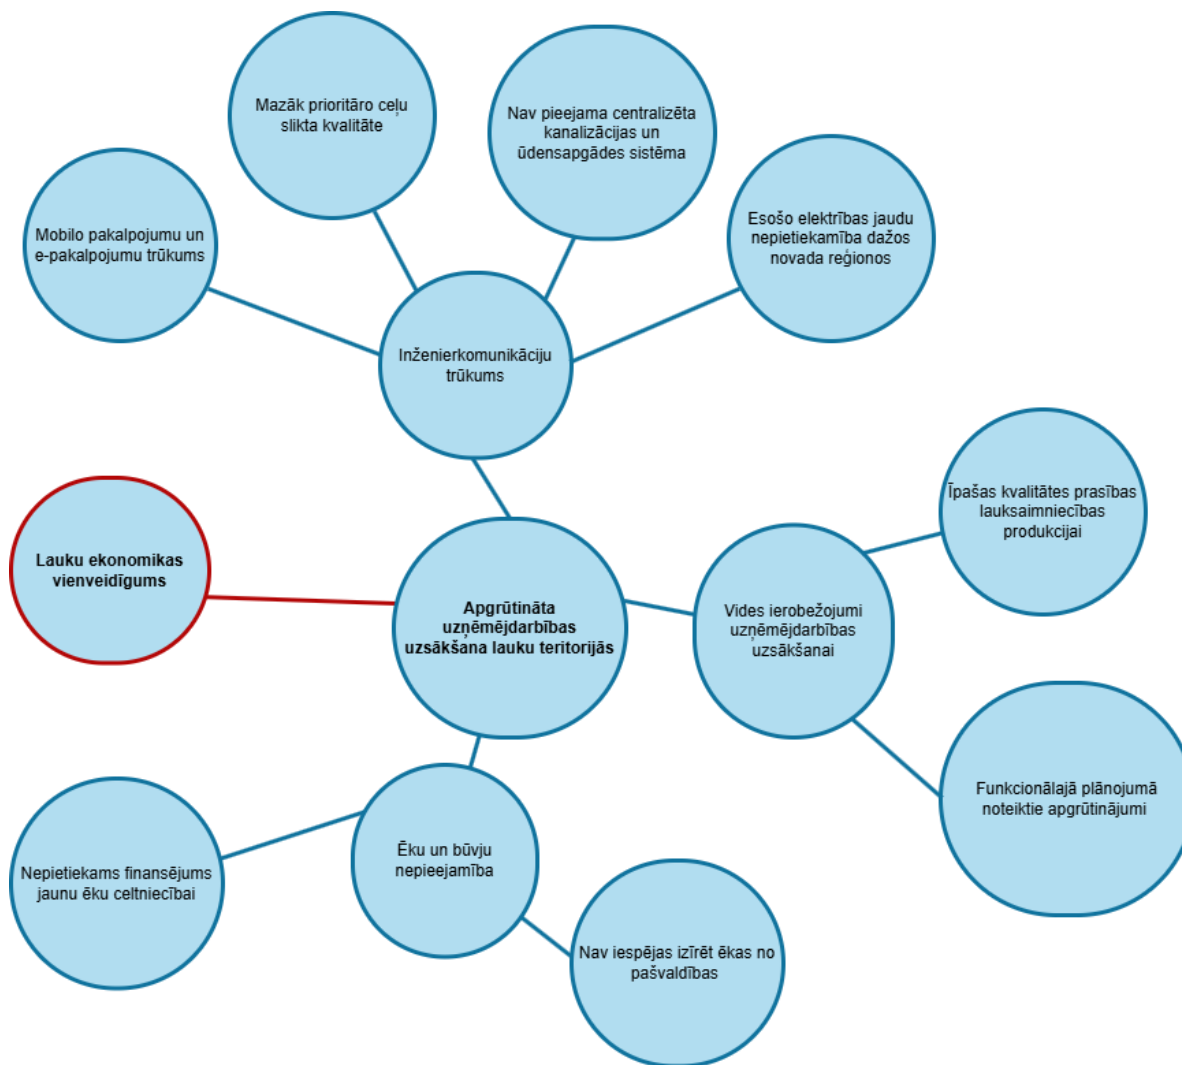 Mazāk prioritāro ceļu
slikta kvalitāte
Nav pieejama centralizēta
kanalizācijas un
ūdensapgādes sistēma
Mobilo pakalpojumu un
e-pakalpojumu trūkums
Esošo elektrības jaudu
nepietiekamība dažos
novada reģionos
Inženierkomunikāciju
trūkums
Īpašas kvalitātes prasības
lauksaimniecības
produkcijai
Lauku ekonomikas
vienveidīgums
Apgrūtināta
uzņēmējdarbības
uzsākšana lauku teritorijās
Vides ierobežojumi
uzņēmējdarbības
uzsākšanai
Funkcionālajā plānojumā
noteiktie apgrūtinājumi
Ēku un būvju
nepieejamība
Nepietiekams finansējums
jaunu ēku celtniecībai
Nav iespējas izīrēt ēkas no
pašvaldības